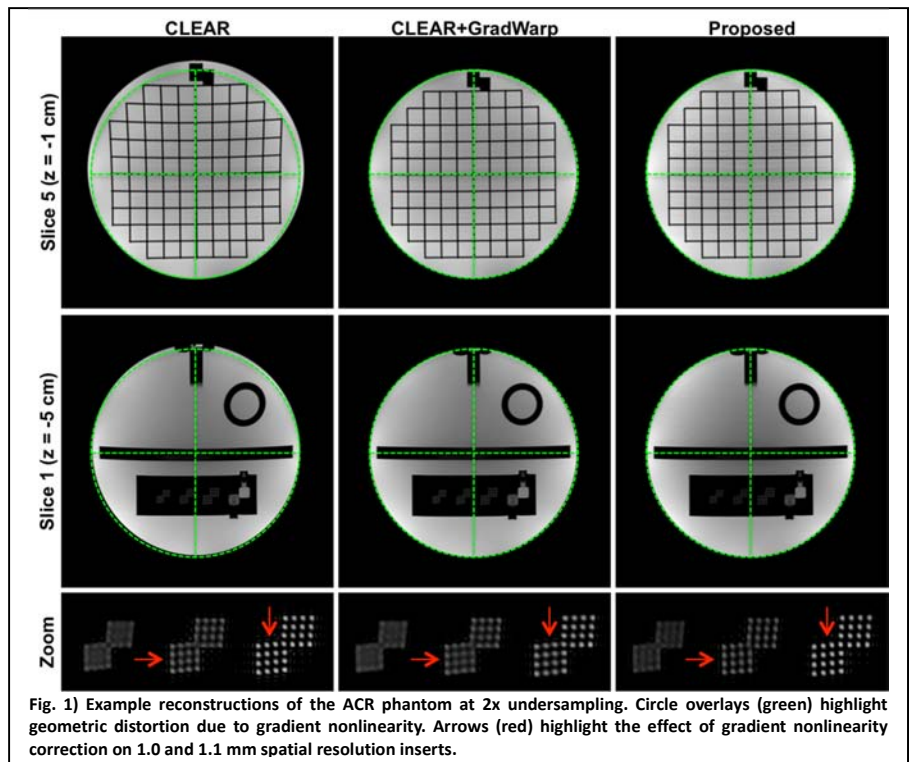 CLEAR
CLEAR+GradWarp
Proposed
Slice 5 (z = -1 cm)
Slice 1 (z = -5 cm)
Zoom
Fig. 1) Example reconstructions of the ACR phantom at 2x undersampling. Circle overlays (green) highlight
geometric distortion due to gradient nonlinearity. Arrows (red) highlight the effect of gradient nonlinearity
correction on 1.0 and 1.1 mm spatial resolution inserts.